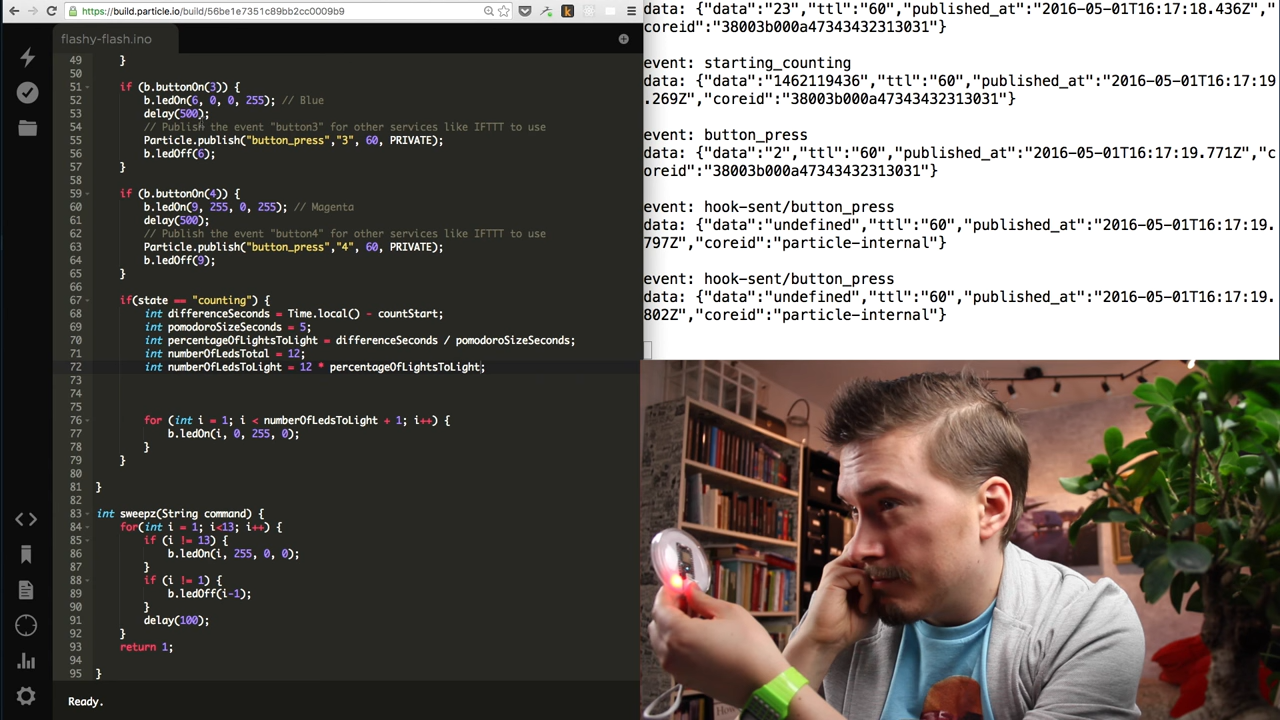 https://build.particle.io/build/56be1e7351c89bb2cc0009b9
flashy-flash.ino
49 }
50
51 if (b.buttonOn(3)) {
52 b.ledOn(6, 0, 0, 255); // Blue
53 delay(500);
54 // Publish the event "button3" for other services like IFTTT to use
55 Particle.publish("button_press","3", 60, PRIVATE);
56 b.ledOff(6);
57 }
58
59 if (b.buttonOn(4)) {
60 b.ledOn(9, 255, 0, 255); // Magenta
61 delay(500);
62 // Publish the event "button4" for other services like IFTTT to use
63 Particle.publish("button_press","4", 60, PRIVATE);
64 b.ledOff(9);
65 }
66
67 if(state == "counting") {
68 int differenceSeconds = Time.local() - countStart;
69 int pomodoroSizeSeconds = 5;
70 int percentageOfLightsToLight = differenceSeconds / pomodoroSizeSeconds;
71 int numberOfLedsTotal = 12;
72 int numberOfLedsToLight = 12 * percentageOfLightsToLight;
73
74
75
76 for (int i = 1; i < numberOfLedsToLight + 1; i++) {
77 b.ledOn(i, 0, 255, 0);
78 }
79 }
80
81 }
82
83 int sweepz(String command) {
84 for(int i = 1; i<13; i++) {
85 if (i != 13) {
86 b.ledOn(i, 255, 0, 0);
87 }
88 if (i != 1) {
89 b.ledOff(i-1);
90 }
91 delay(100);
92 }
93 return 1;
94
95 }
Ready.
data: {"data":"23","ttl":"60","published_at":"2016-05-01T16:17:18.436Z","
coreid":"38003b000a47343432313031"}
event: starting_counting
data: {"data":"1462119436","ttl":"60","published_at":"2016-05-01T16:17:19
.269Z","coreid":"38003b000a47343432313031"}
event: button_press
data: {"data":"2","ttl":"60","published_at":"2016-05-01T16:17:19.771Z","c
oreid":"38003b000a47343432313031"}
event: hook-sent/button_press
data: {"data":"undefined","ttl":"60","published_at":"2016-05-01T16:17:19.
797Z","coreid":"particle-internal"}
event: hook-sent/button_press
data: {"data":"undefined","ttl":"60","published_at":"2016-05-01T16:17:19.
802Z","coreid":"particle-internal"}